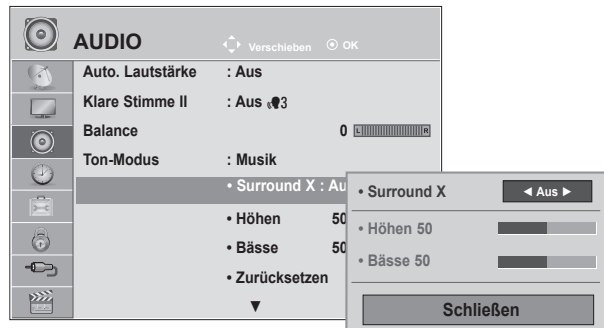 AUDIO
Verschieben OK
Auto. Lautstärke : Aus
Klare Stimme II : Aus 3
Balance 0 L R
Ton-Modus : Musik
• Surround X : Au
• Höhen 50
• Bässe 50
• Zurücksetzen
▼
• Surround X ◄ Aus ►
• Höhen 50
• Bässe 50
Schließen